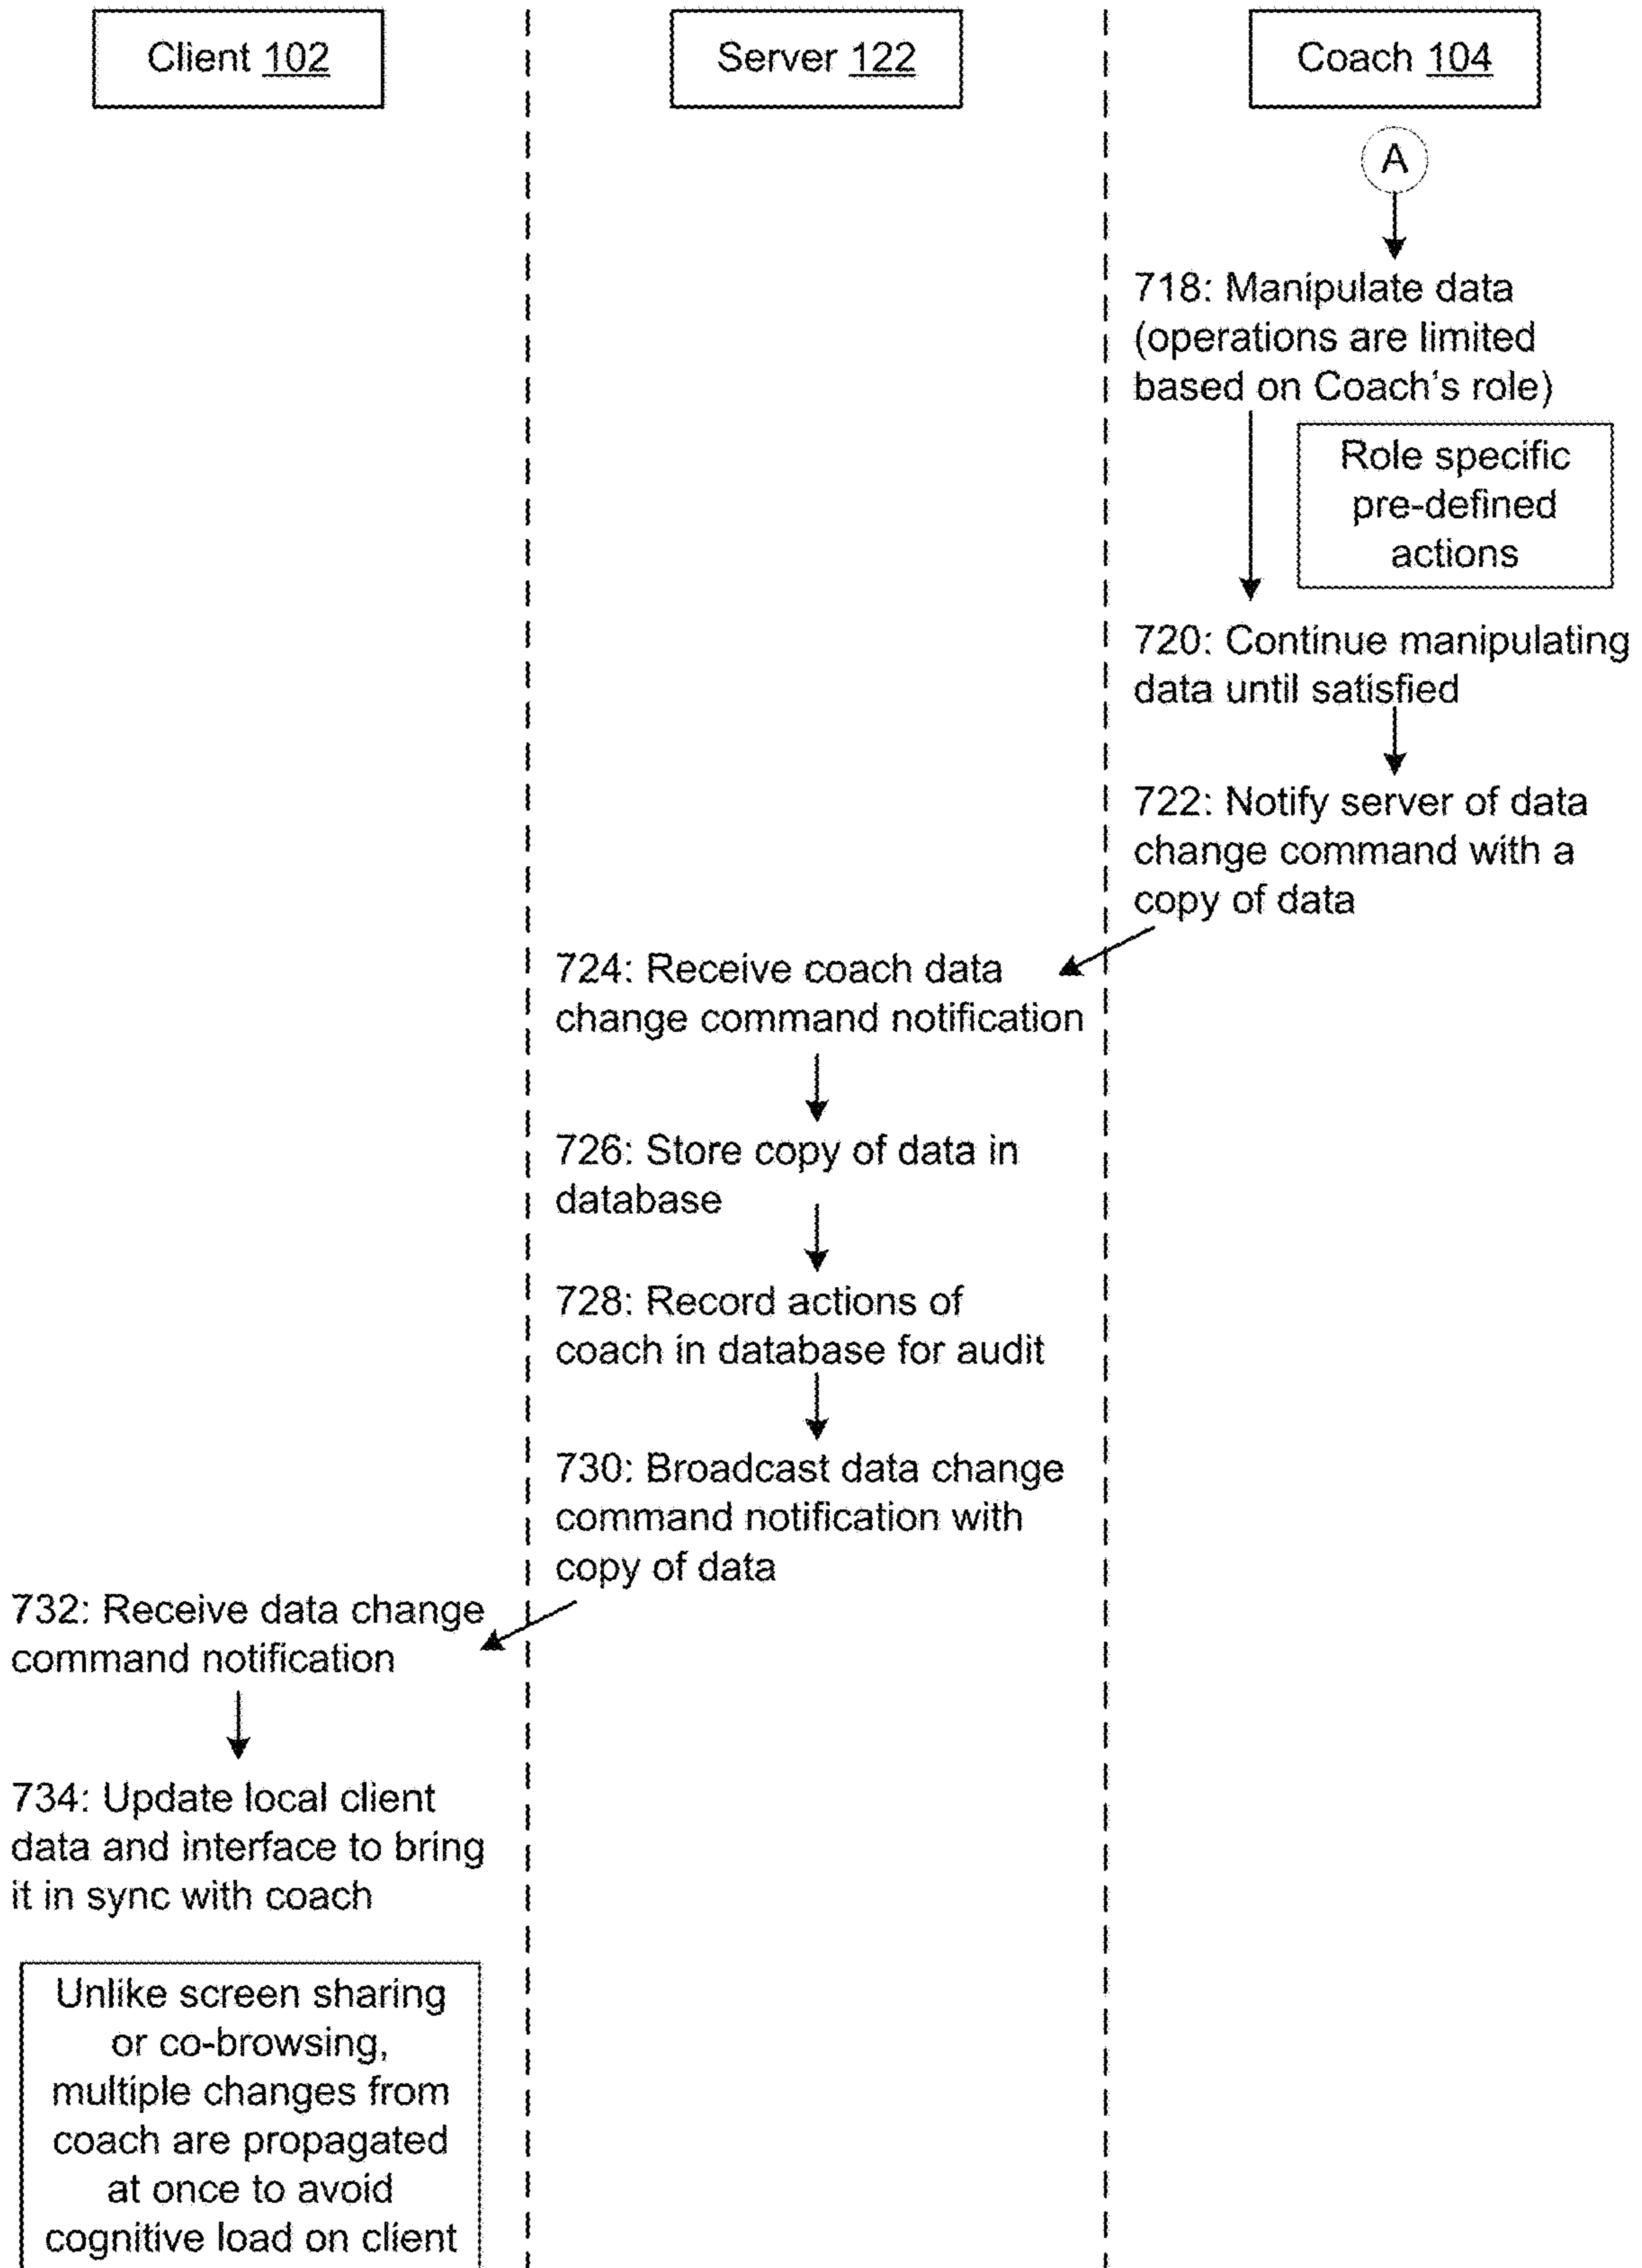 Client 102
Server 122
Coach 104
A
718: Manipulate data
(operations are limited
based on Coach's role)
Role specific
pre-defined
actions
720: Continue manipulating
data until satisfied
722: Notify server of data
change command with a
copy of data
724: Receive coach data
change command notification
726: Store copy of data in
database
728: Record actions of
coach in database for audit
730: Broadcast data change
command notification with
copy of data
732: Receive data change
command notification
734: Update local client
data and interface to bring
it in sync with coach
Unlike screen sharing
or co-browsing,
multiple changes from
coach are propagated
at once to avoid
cognitive load on client